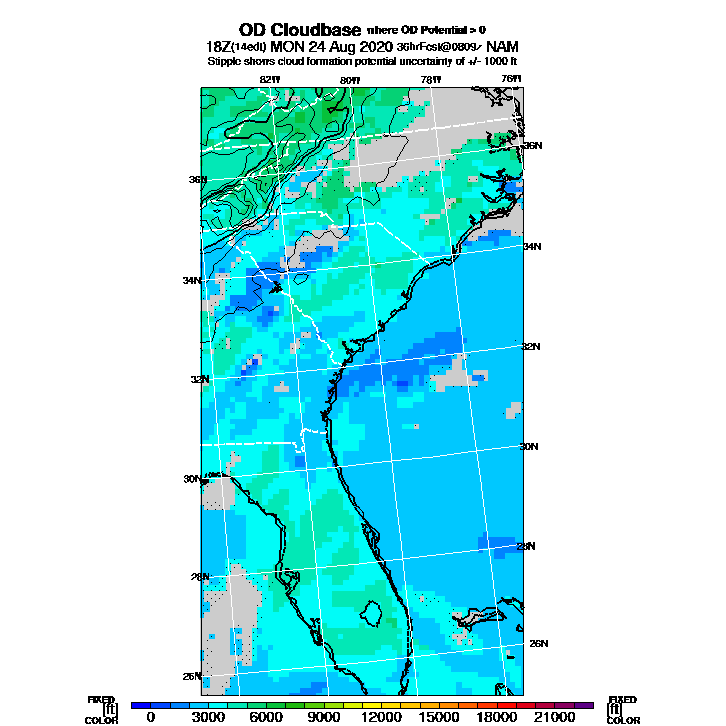 OD Cloudbase where OD Potential > 0
18Z(14edt) MON 24 Aug 2020 36hrFcst@0809z NAM
Stipple shows cloud formation potential uncertainty of +/- 1000 ft
82W 80W 78W 76W
36N 36N
34N 34N
32N 32N
30N 30N
28N 28N
26N 26N
FIXED FIXED
[ft] [ft]
COLOR 0 3000 6000 9000 12000 15000 18000 21000 COLOR